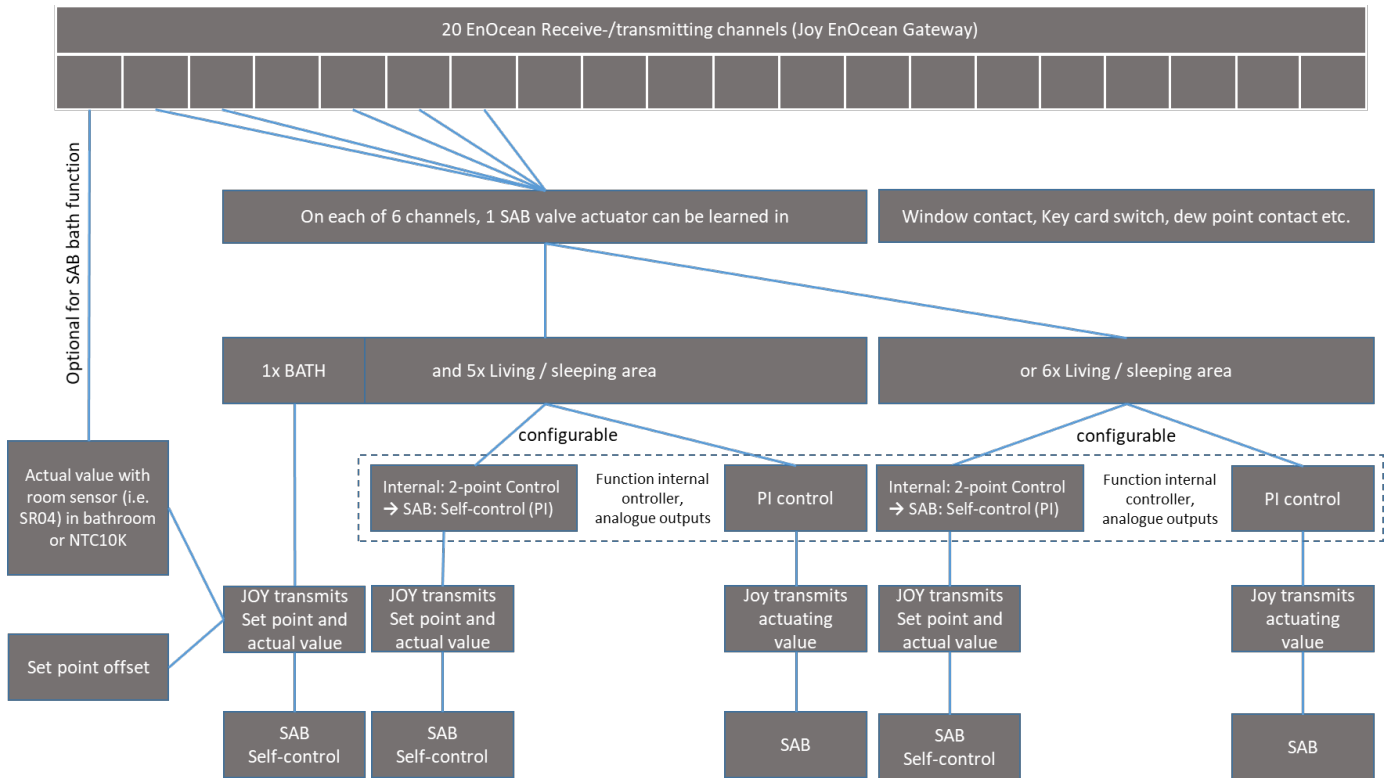 20 EnOcean Receive-/transmitting channels (Joy EnOcean Gateway)
Optional for SAB bath function
On each of 6 channels, 1 SAB valve actuator can be learned in
Window contact, Key card switch, dew point contact etc.
1x BATH
and 5x Living / sleeping area
or 6x Living / sleeping area
configurable
configurable
Actual value with
room sensor (i.e.
SR04) in bathroom
or NTC10K
Internal: 2-point Control
→ SAB: Self-control (PI)
Function internal
ontroller,
analogue outputs
PI control
Internal: 2-point Control
→ SAB: Self-control (PI)
Function internal
controller,
analogue outputs
PI control
Set point offset
JOY transmits
Set point and
actual value
JOY transmits
Set point and
actual value
Joy transmits
actuating
value
JOY transmits
Set point and
actual value
Joy transmits
actuating
value
SAB
Self-control
SAB
Self-control
SAB
SAB
Self-control
SAB